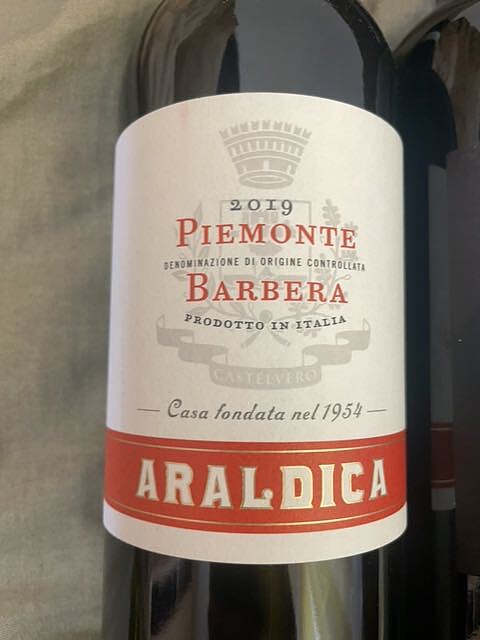 2019
PIEMONTE
DENOMINAZIONE DI ORIGINE CONTROLLATA
BARBERA
PRODOTTO IN ITALIA
CASTELVERO
— Casa fondata nel 1954 —
ARALDICA